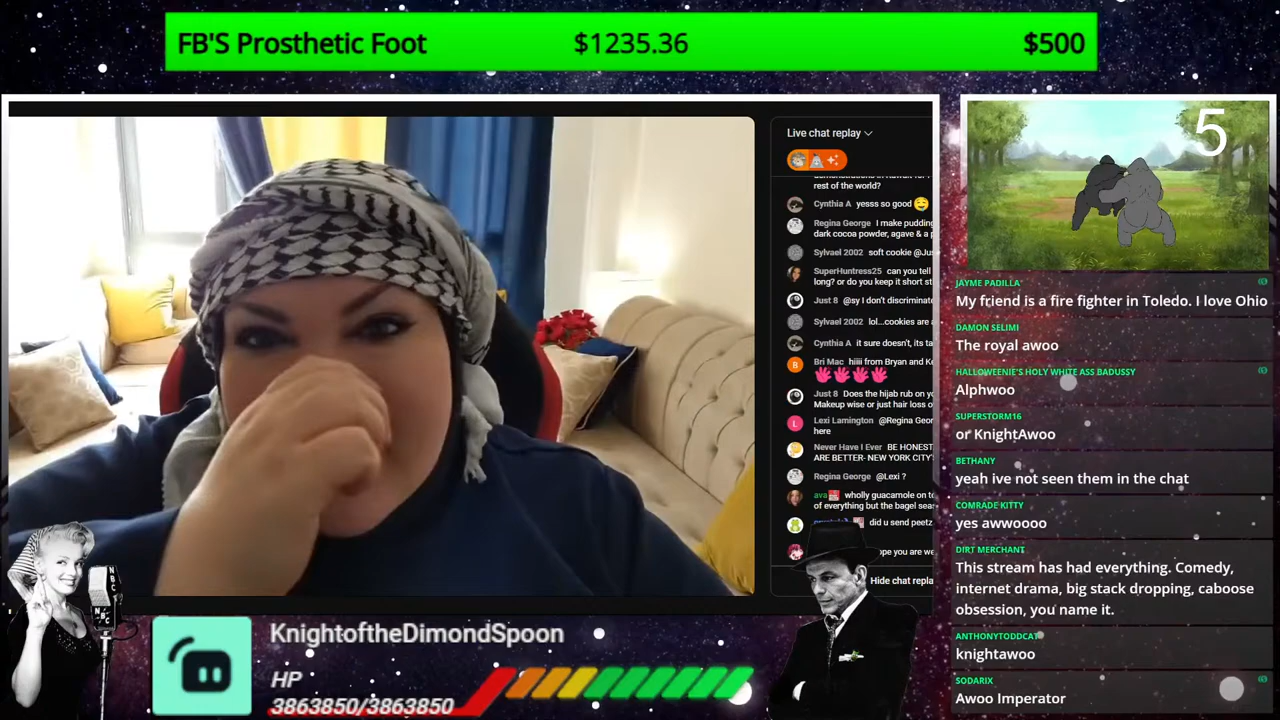 FB'S Prosthetic Foot $1235.36 $500
Live chat replay
rest of the world?
Cynthia A yesss so good
Regina George I make pudding
dark cocoa powder, agave & a
Sylvael 2002 soft cookie
SuperHuntress25 can you tell
long? or do you keep it short
Just 8 @sy I don't discriminate
Sylvael 2002 lol...cookies are
Cynthia A it sure doesn't, its
Bri Mac hiiii from Bryan and
Just 8 Does the hijab rub on
Makeup wise or just hair loss
Lexi Lamington @Regina
here
Never Have I Ever BE HONEST
ARE BETTER- NEW YORK CITY'S
Regina George @Lexi ?
ava wholly guacamole on
of everything but the bagel
did you send peetz
you are
Hide chat
5
JAYME PADILLA
My friend is a fire fighter in Toledo. I love Ohio
DAMON SELIMI
The royal awoo
HALLOWEENIE'S HOLY WHITE ASS BADUSSY
Alphwoo
SUPERSTORM16
or KnightAwoo
BETHANY
yeah ive not seen them in the chat
COMRADE KITTY
yes awwoooo
DIRT MERCHANT
This stream has had everything. Comedy,
internet drama, big stack dropping, caboose
obsession, you name it.
ANTHONYTODDCAT
knightawoo
SODARIX
Awoo Imperator
NBC
NBC
KnightoftheDimondSpoon
HP
3863850/3863850